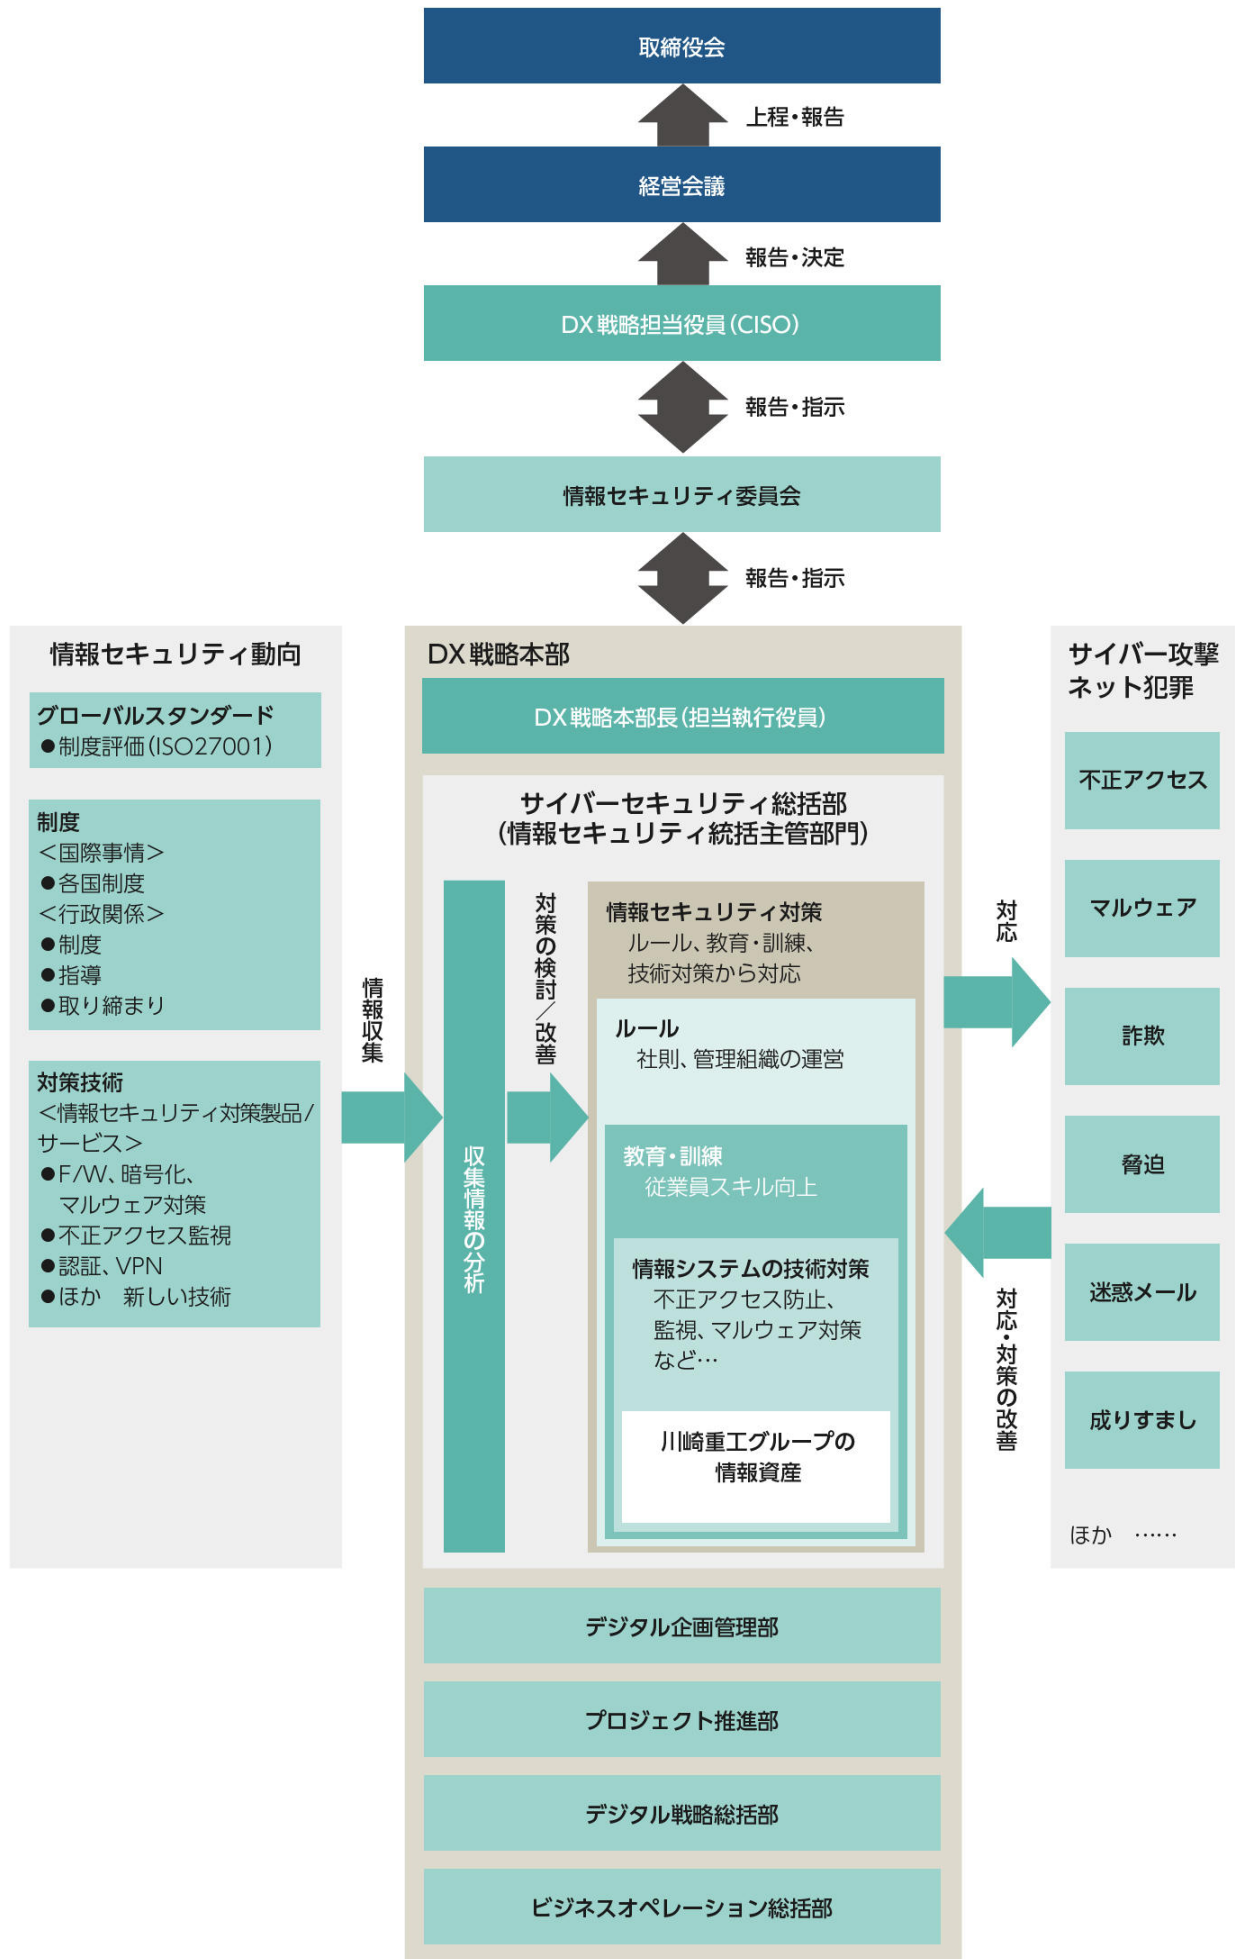 取締役会
上程・報告
経営会議
報告・決定
DX戦略担当役員(CISO)
報告・指示
情報セキュリティ委員会
報告・指示
情報セキュリティ動向
グローバルスタンダード
●制度評価(ISO27001)
制度
<国際事情>
●各国制度
<行政関係>
●制度
●指導
●取り締まり
対策技術
<情報セキュリティ対策製品/
サービス>
●F/W、暗号化、
マルウェア対策
●不正アクセス監視
●認証、VPN
●ほか　新しい技術
情報収集
DX戦略本部
DX戦略本部長(担当執行役員)
サイバーセキュリティ総括部
(情報セキュリティ統括主管部門)
収集情報の分析
対策の検討／改善
情報セキュリティ対策
ルール、教育・訓練、
技術対策から対応
ルール
社則、管理組織の運営
教育・訓練
従業員スキル向上
情報システムの技術対策
不正アクセス防止、
監視、マルウェア対策
など…
川崎重工グループの
情報資産
デジタル企画管理部
プロジェクト推進部
デジタル戦略総括部
ビジネスオペレーション総括部
対応
対応・対策の改善
サイバー攻撃
ネット犯罪
不正アクセス
マルウェア
詐欺
脅迫
迷惑メール
成りすまし
ほか　……